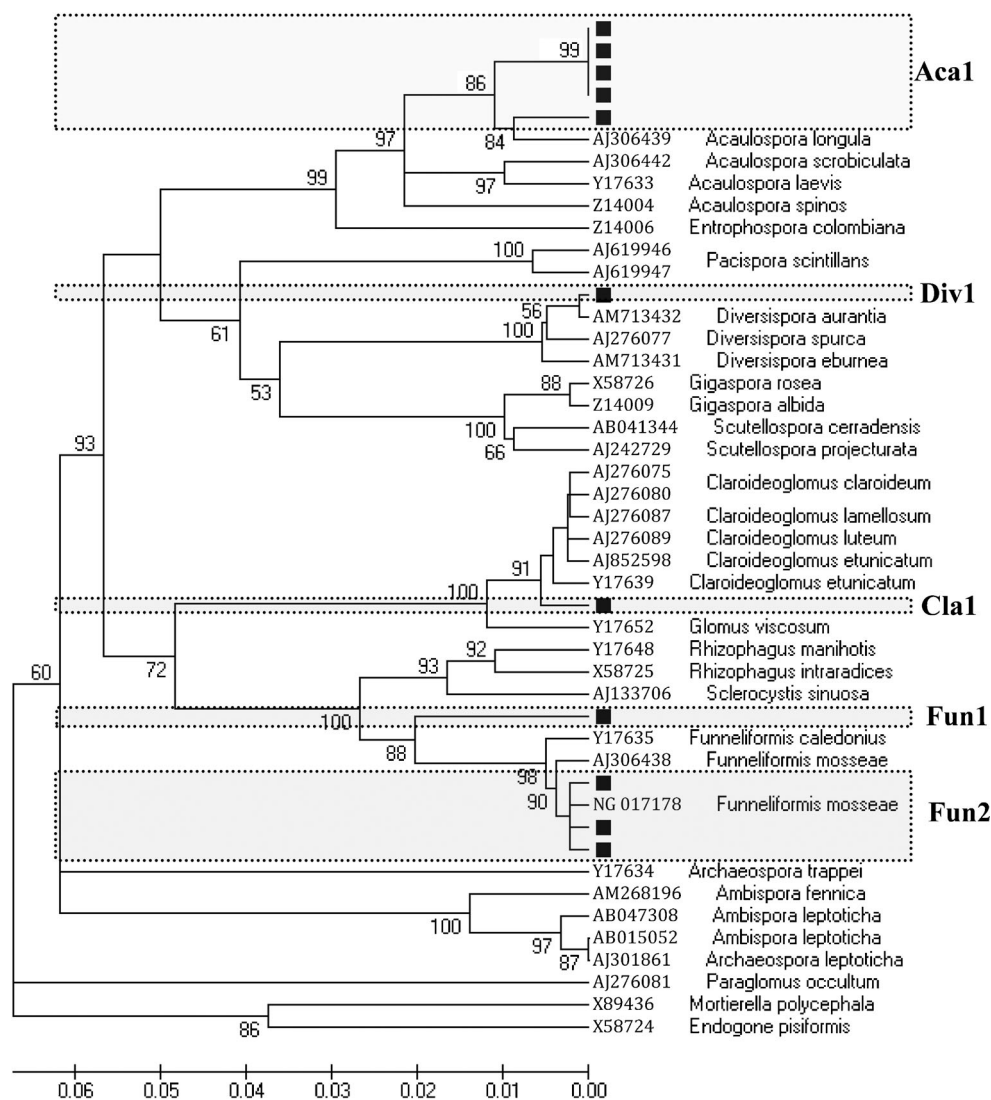 99
Aca1
86
84
AJ306439 Acaulospora longula
97
AJ306442 Acaulospora scrobiculata
97
Y17633 Acaulospora laevis
99
Z14004 Acaulospora spinos
Z14006 Entrophospora colombiana
100
AJ619946
Pacispora scintillans
AJ619947
Div1
56
AM713432 Diversispora aurantia
61
100
AJ276077 Diversispora spurca
AM713431 Diversispora eburnea
53
88
X58726 Gigaspora rosea
Z14009 Gigaspora albida
100
AB041344 Scutellospora cerradensis
93
66
AJ242729 Scutellospora projecturata
AJ276075
Claroideoglomus claroideum
AJ276080
AJ276087 Claroideoglomus lamellosum
AJ276089 Claroideoglomus luteum
91
AJ852598 Claroideoglomus etunicatum
Y17639 Claroideoglomus etunicatum
100
Cla1
Y17652 Glomus viscosum
92
Y17648 Rhizophagus manihotis
60
72
93
X58725 Rhizophagus intraradices
AJ133706 Sclerocystis sinuosa
100
Fun1
88
Y17635 Funneliformis caledonius
98
AJ306438 Funneliformis mosseae
90
NG 017178 Funneliformis mosseae
Fun2
Y17634 Archaeospora trappei
AM268196 Ambispora fennica
100
AB047308 Ambispora leptoticha
97
AB015052 Ambispora leptoticha
87
AJ301861 Archaeospora leptoticha
AJ276081 Paraglomus occultum
X89436 Mortierella polycephala
86
X58724 Endogone pisiformis
0.06 0.05 0.04 0.03 0.02 0.01 0.00